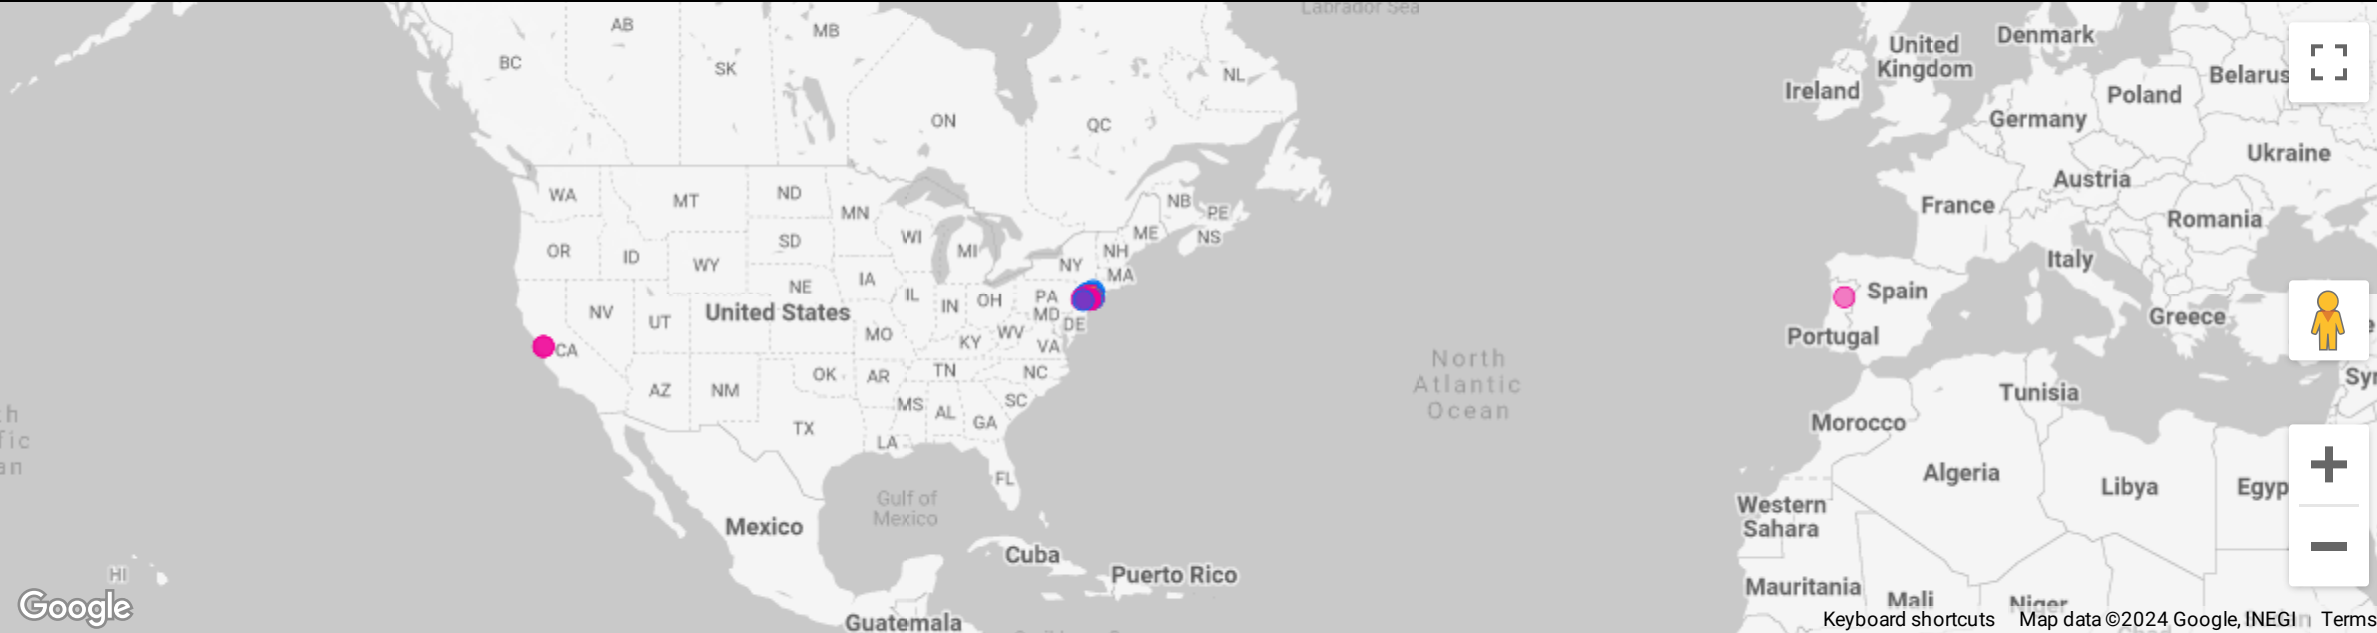 Labrador Sea
AB
MB
BC
SK
NL
ON
QC
United
Kingdom
Denmark
Ireland
Belarus
Poland
Germany
Ukraine
Austria
France
Romania
Italy
Spain
Greece
Portugal
WA
MT
ND
MN
OR
ID
SD
WI
MI
WY
NB
PE
ME
NS
NH
NY
MA
NE
IA
IL
IN
OH
PA
MD
DE
NV
UT
United States
MO
WV
KY
VA
CA
AZ
NM
OK
AR
TN
NC
MS
AL
SC
GA
TX
LA
FL
North
Atlantic
Ocean
Tunisia
Morocco
Algeria
Libya
Egyp
Western
Sahara
Mauritania
Mali
Niger
Gulf of
Mexico
Mexico
Cuba
Puerto Rico
Guatemala
HI
Google
Keyboard shortcuts
Map data ©2024 Google, INEGI
Terms